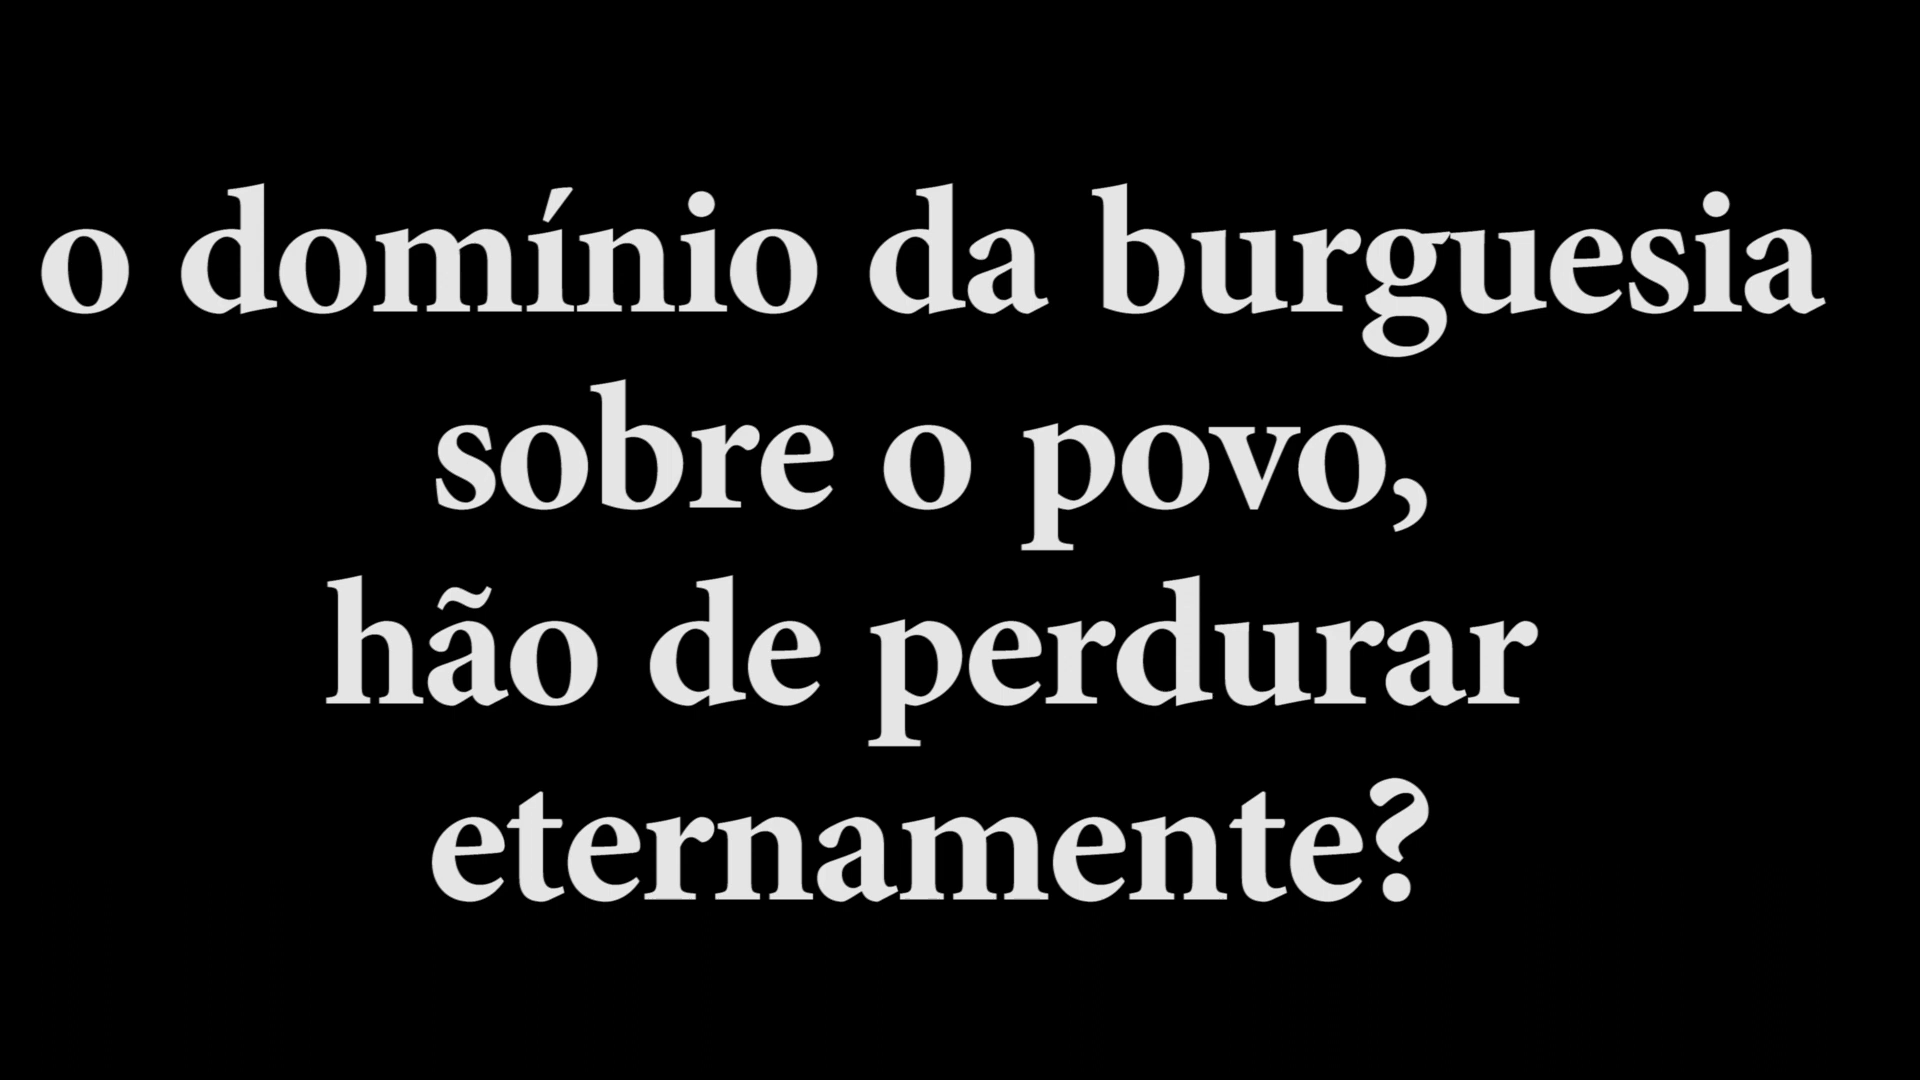 o domínio da burguesia
sobre o povo,
hão de perdurar
eternamente?